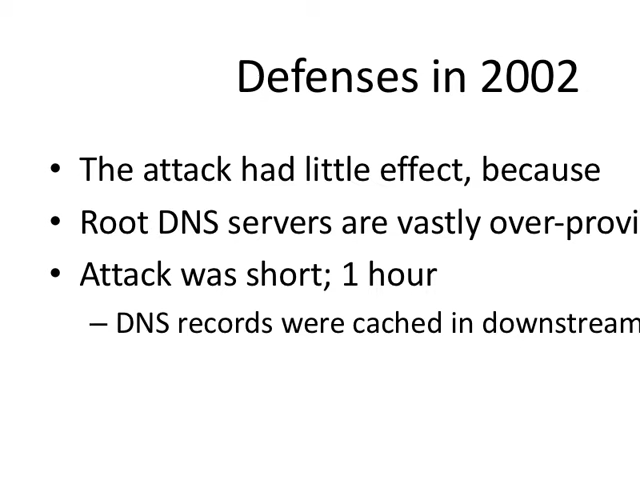 Defenses in 2002
• The attack had little effect, because
• Root DNS servers are vastly over-provi
• Attack was short; 1 hour
– DNS records were cached in downstream